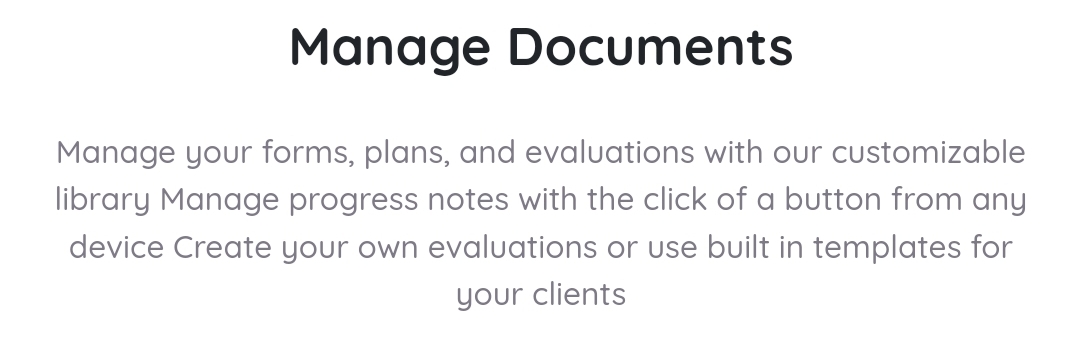 Manage Documents
Manage your forms, plans, and evaluations with our customizable
library Manage progress notes with the click of a button from any
device Create your own evaluations or use built in templates for
your clients